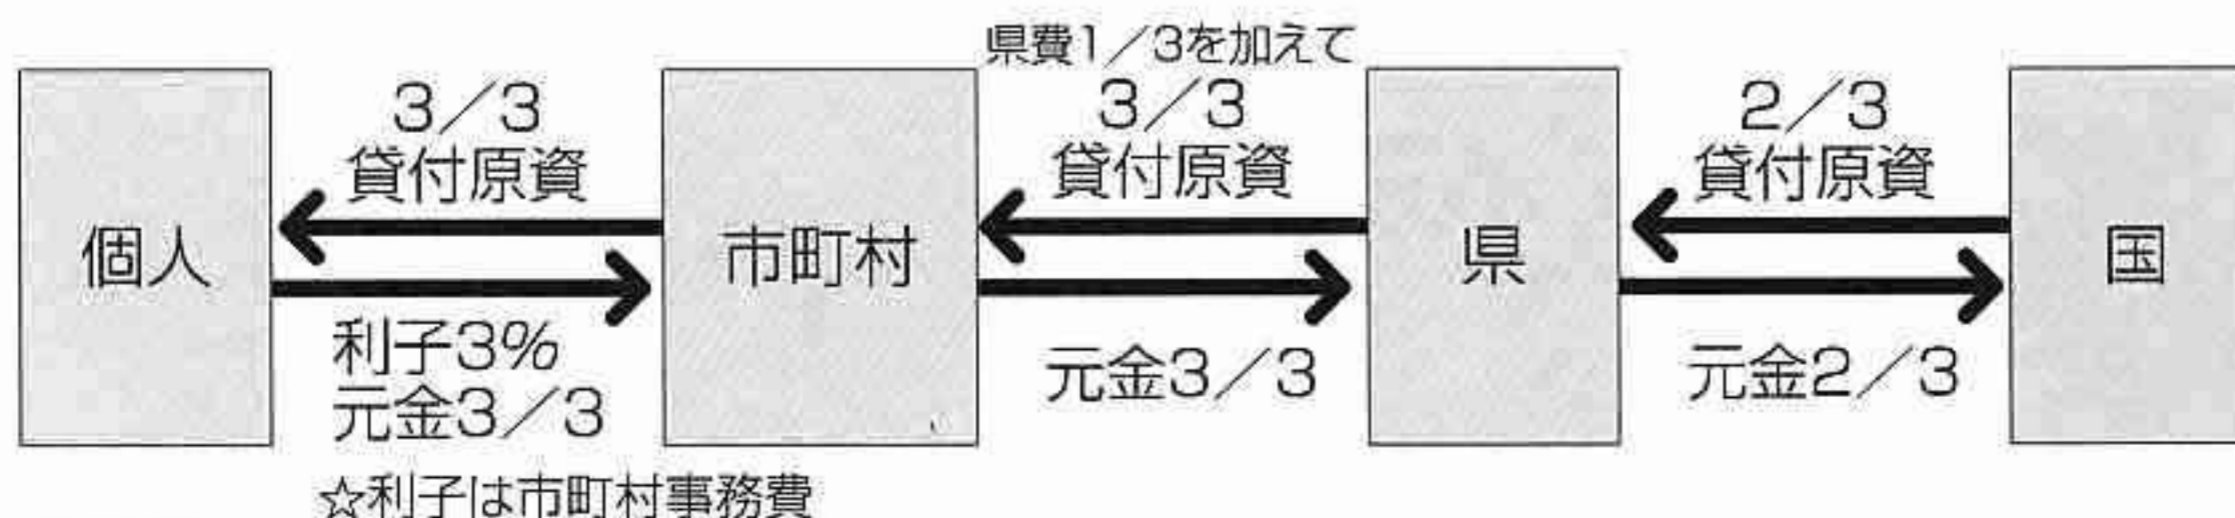 個人
3／3
貸付原資
利子3%
元金3／3
☆利子は市町村事務費
市町村
県費1／3を加えて
3／3
貸付原資
元金3／3
県
2／3
貸付原資
元金2／3
国